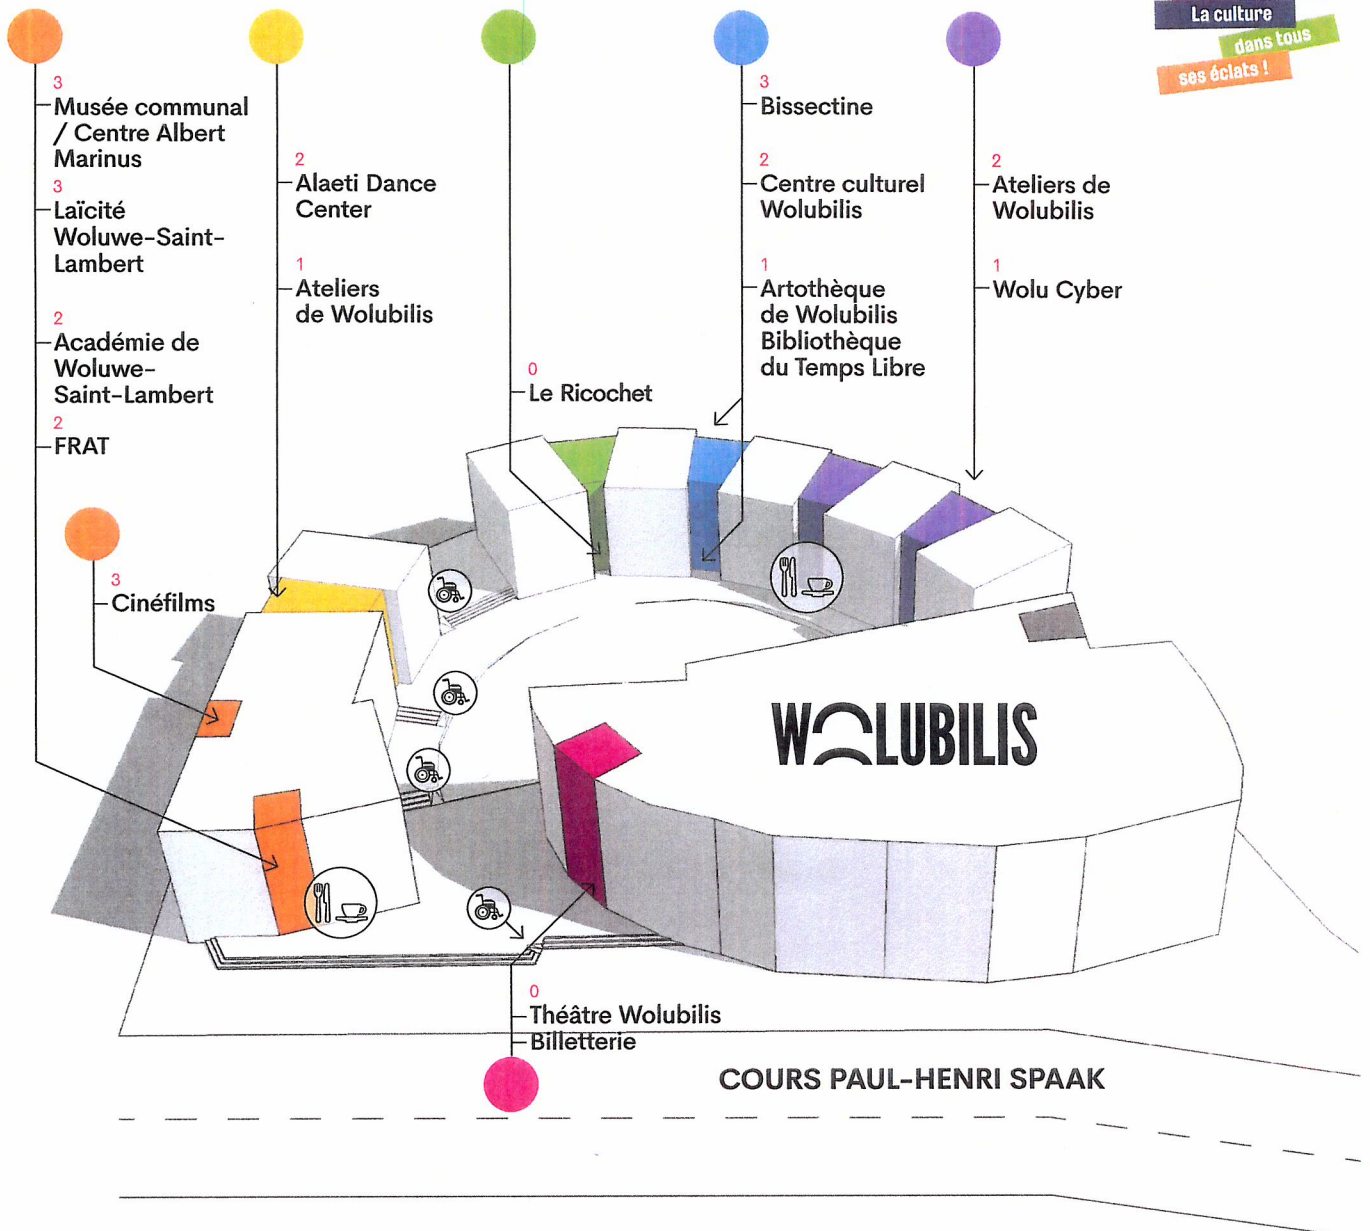 La culture
dans tous
ses éclats !
3
Musée communal
/ Centre Albert
Marinus
3
Laïcité
Woluwe-Saint-
Lambert
2
Académie de
Woluwe-
Saint-Lambert
2
FRAT
3
Cinéfilms
2
Alaeti Dance
Center
1
Ateliers
de Wolubilis
0
Le Ricochet
3
Bissectine
2
Centre culturel
Wolubilis
1
Artothèque
de Wolubilis
Bibliothèque
du Temps Libre
2
Ateliers de
Wolubilis
1
Wolu Cyber
WOLUBILIS
0
Théâtre Wolubilis
Billetterie
COURS PAUL-HENRI SPAAK